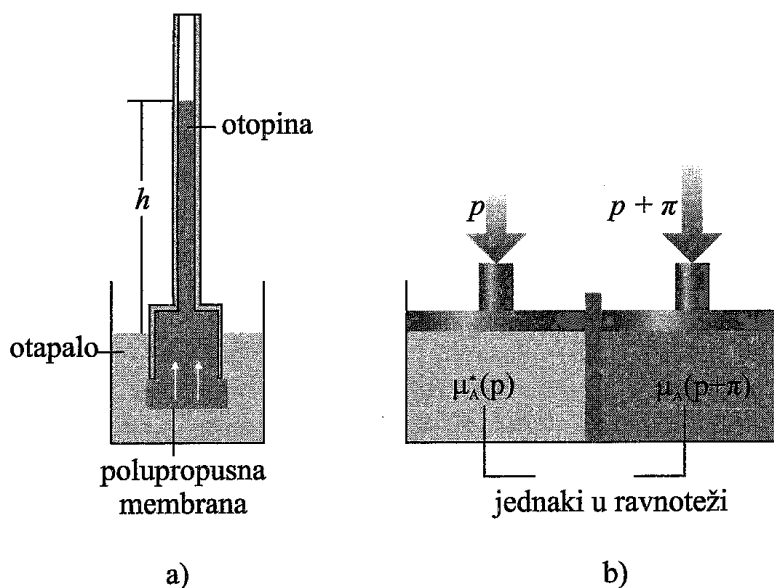 otopina
h
otapalo
polupropusna
membrana
a)
p
p + π
μ*A(p)
μA(p+π)
jednaki u ravnoteži
b)